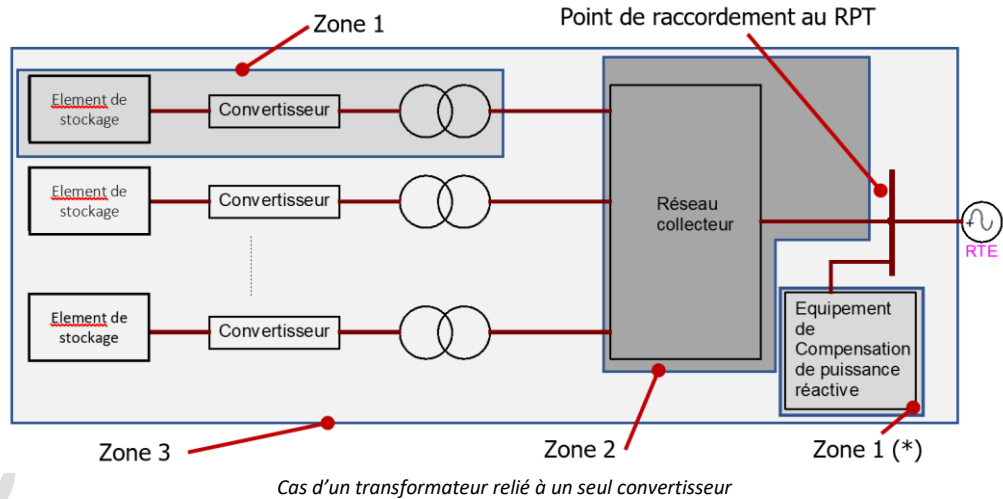 Zone 1
Point de raccordement au RPT
Element de
stockage
Convertisseur
Element de
stockage
Convertisseur
Réseau
collecteur
RTE
Element de
stockage
Convertisseur
Equipement
de
Compensation
de puissance
réactive
Zone 3
Zone 2
Zone 1 (*)
Cas d'un transformateur relié à un seul convertisseur